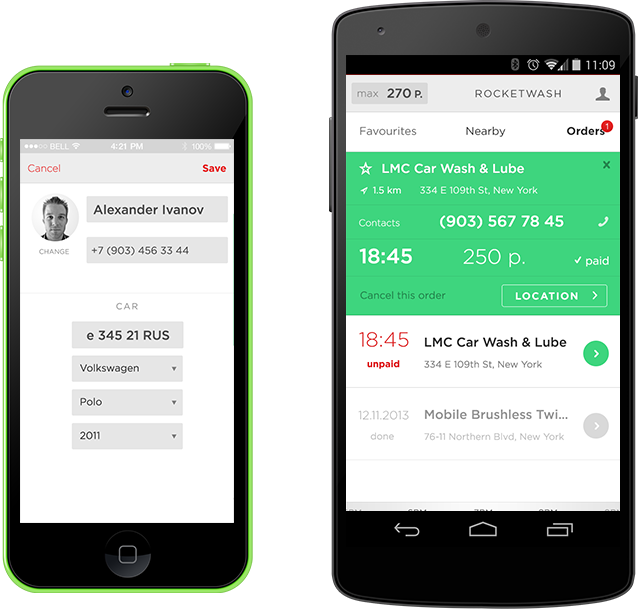 BELL
4:21 PM
100%
Cancel
Save
Alexander Ivanov
CHANGE
+7 (903) 456 33 44
CAR
e 345 21 RUS
Volkswagen
Polo
2011
11:09
max 270 P.
ROCKETWASH
Favourites
Nearby
Orders
1
LMC Car Wash & Lube
1.5 km
334 E 109th St, New York
Contacts
(903) 567 78 45
18:45
250 p.
✓ paid
Cancel this order
LOCATION
18:45
LMC Car Wash & Lube
unpaid
334 E 109th St, New York
12.11.2013
Mobile Brushless Twi...
done
76-11 Northern Blvd, New York